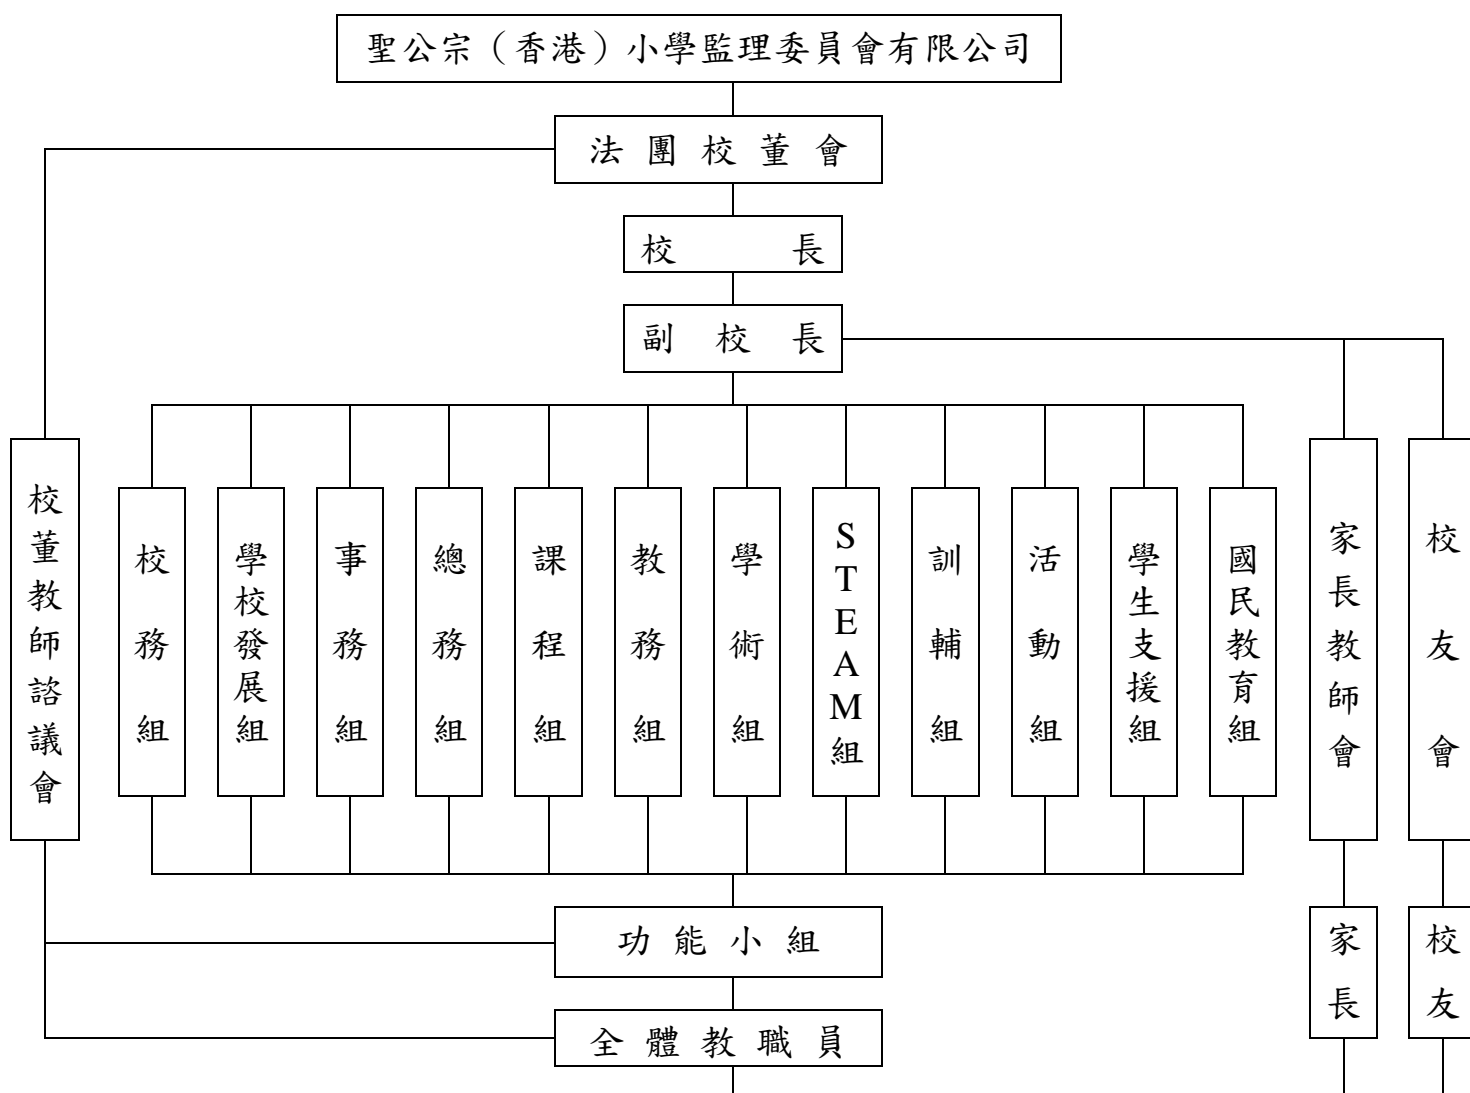 聖公宗（香港）小學監理委員會有限公司
法團校董會
校長
副校長
校董教師諮議會
校務組
學校發展組
事務組
總務組
課程組
教務組
學術組
STEAM組
訓輔組
活動組
學生支援組
國民教育組
家長教師會
校友會
功能小組
家長
校友
全體教職員